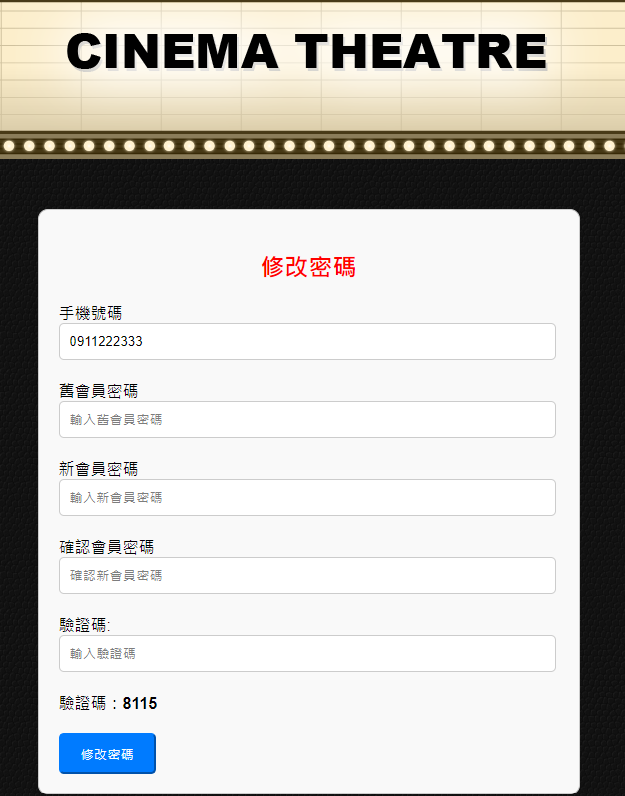 CINEMA THEATRE
修改密碼
手機號碼
0911222333
舊會員密碼
輸入舊會員密碼
新會員密碼
輸入新會員密碼
確認會員密碼
確認新會員密碼
驗證碼:
輸入驗證碼
驗證碼：8115
修改密碼